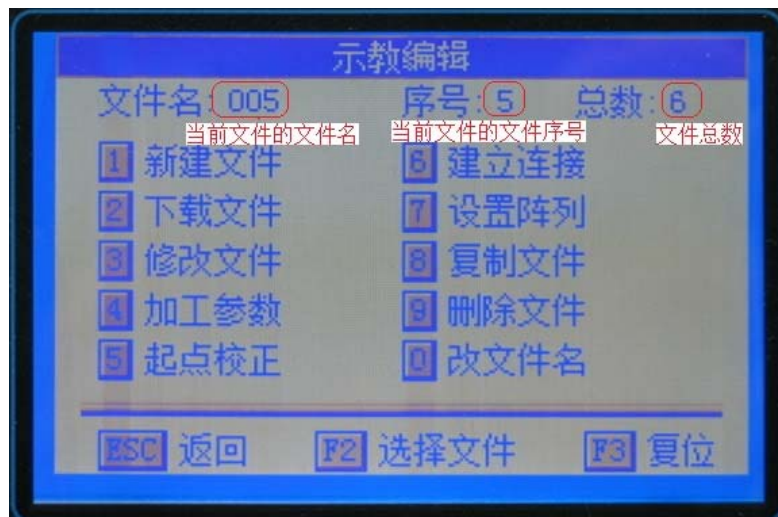 示教编辑
文件名:005 序号:5 总数:6
当前文件的文件名 当前文件的文件序号 文件总数
1 新建文件 6 建立连接
2 下载文件 7 设置阵列
3 修改文件 8 复制文件
4 加工参数 9 删除文件
5 起点校正 0 改文件名
ESC 返回 F2 选择文件 F3 复位